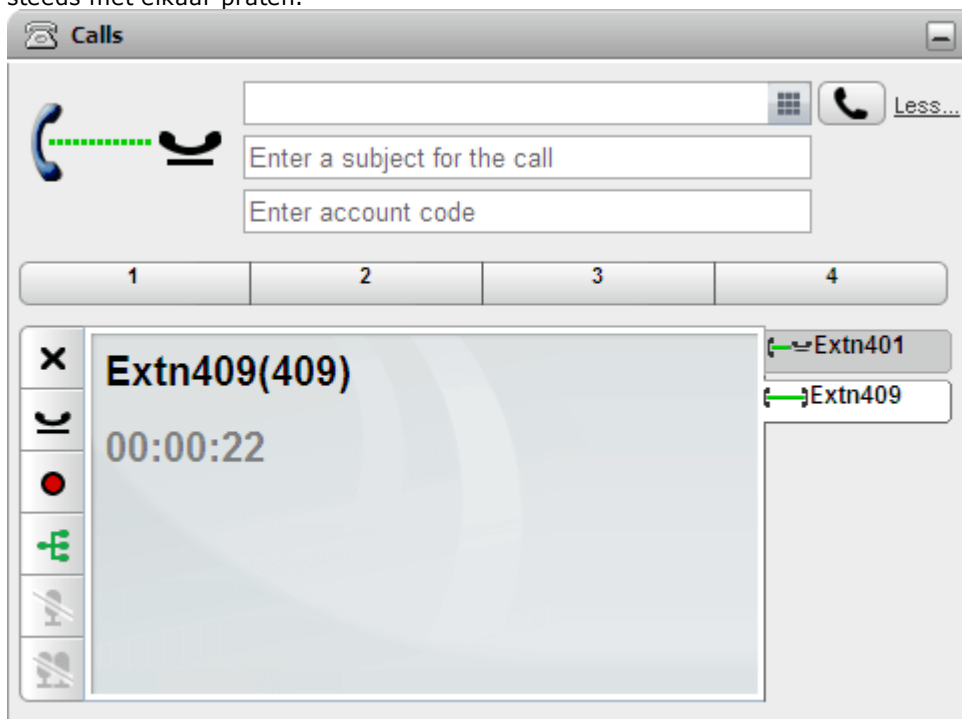 steeds met elkaar praten.
Calls
Less...
Enter a subject for the call
Enter account code
1 2 3 4
Extn409(409)
00:00:22
Extn401
Extn409